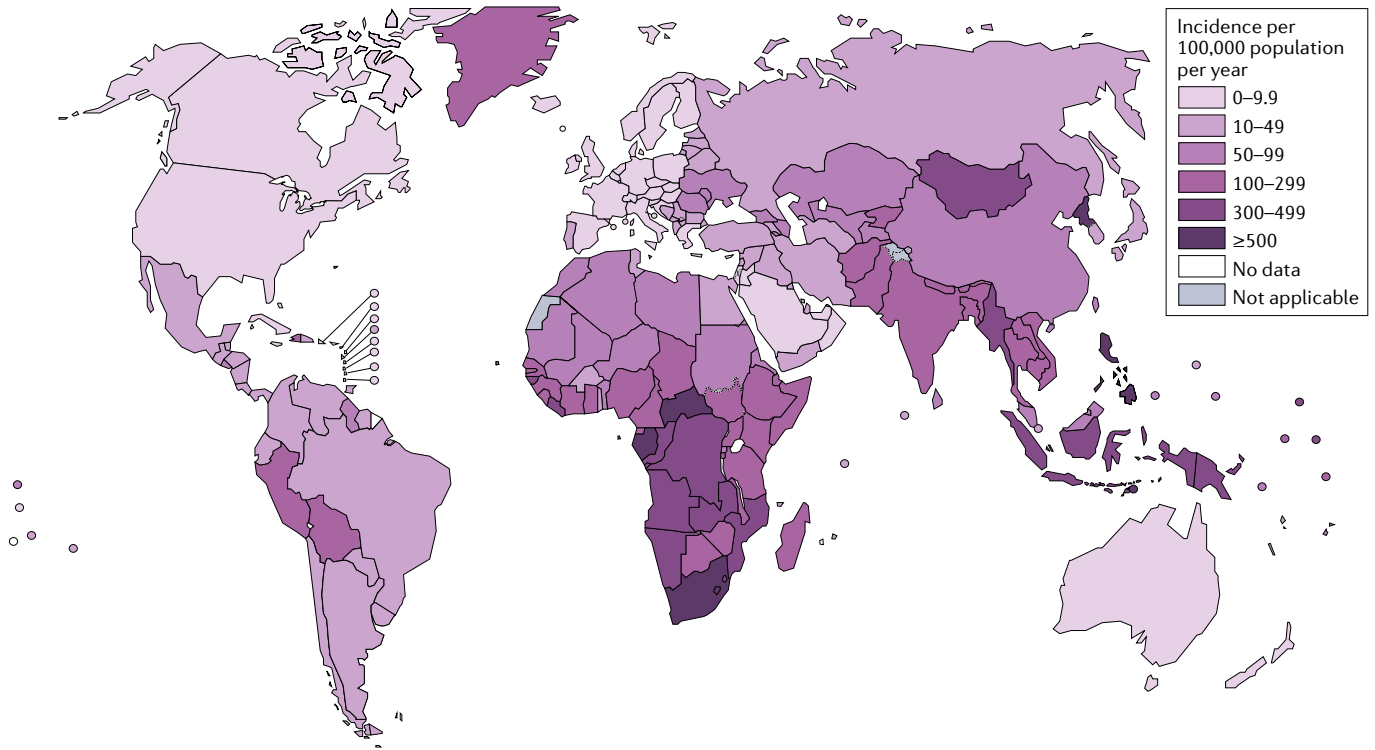 Incidence per
100,000 population
per year
0–9.9
10–49
50–99
100–299
300–499
≥500
No data
Not applicable